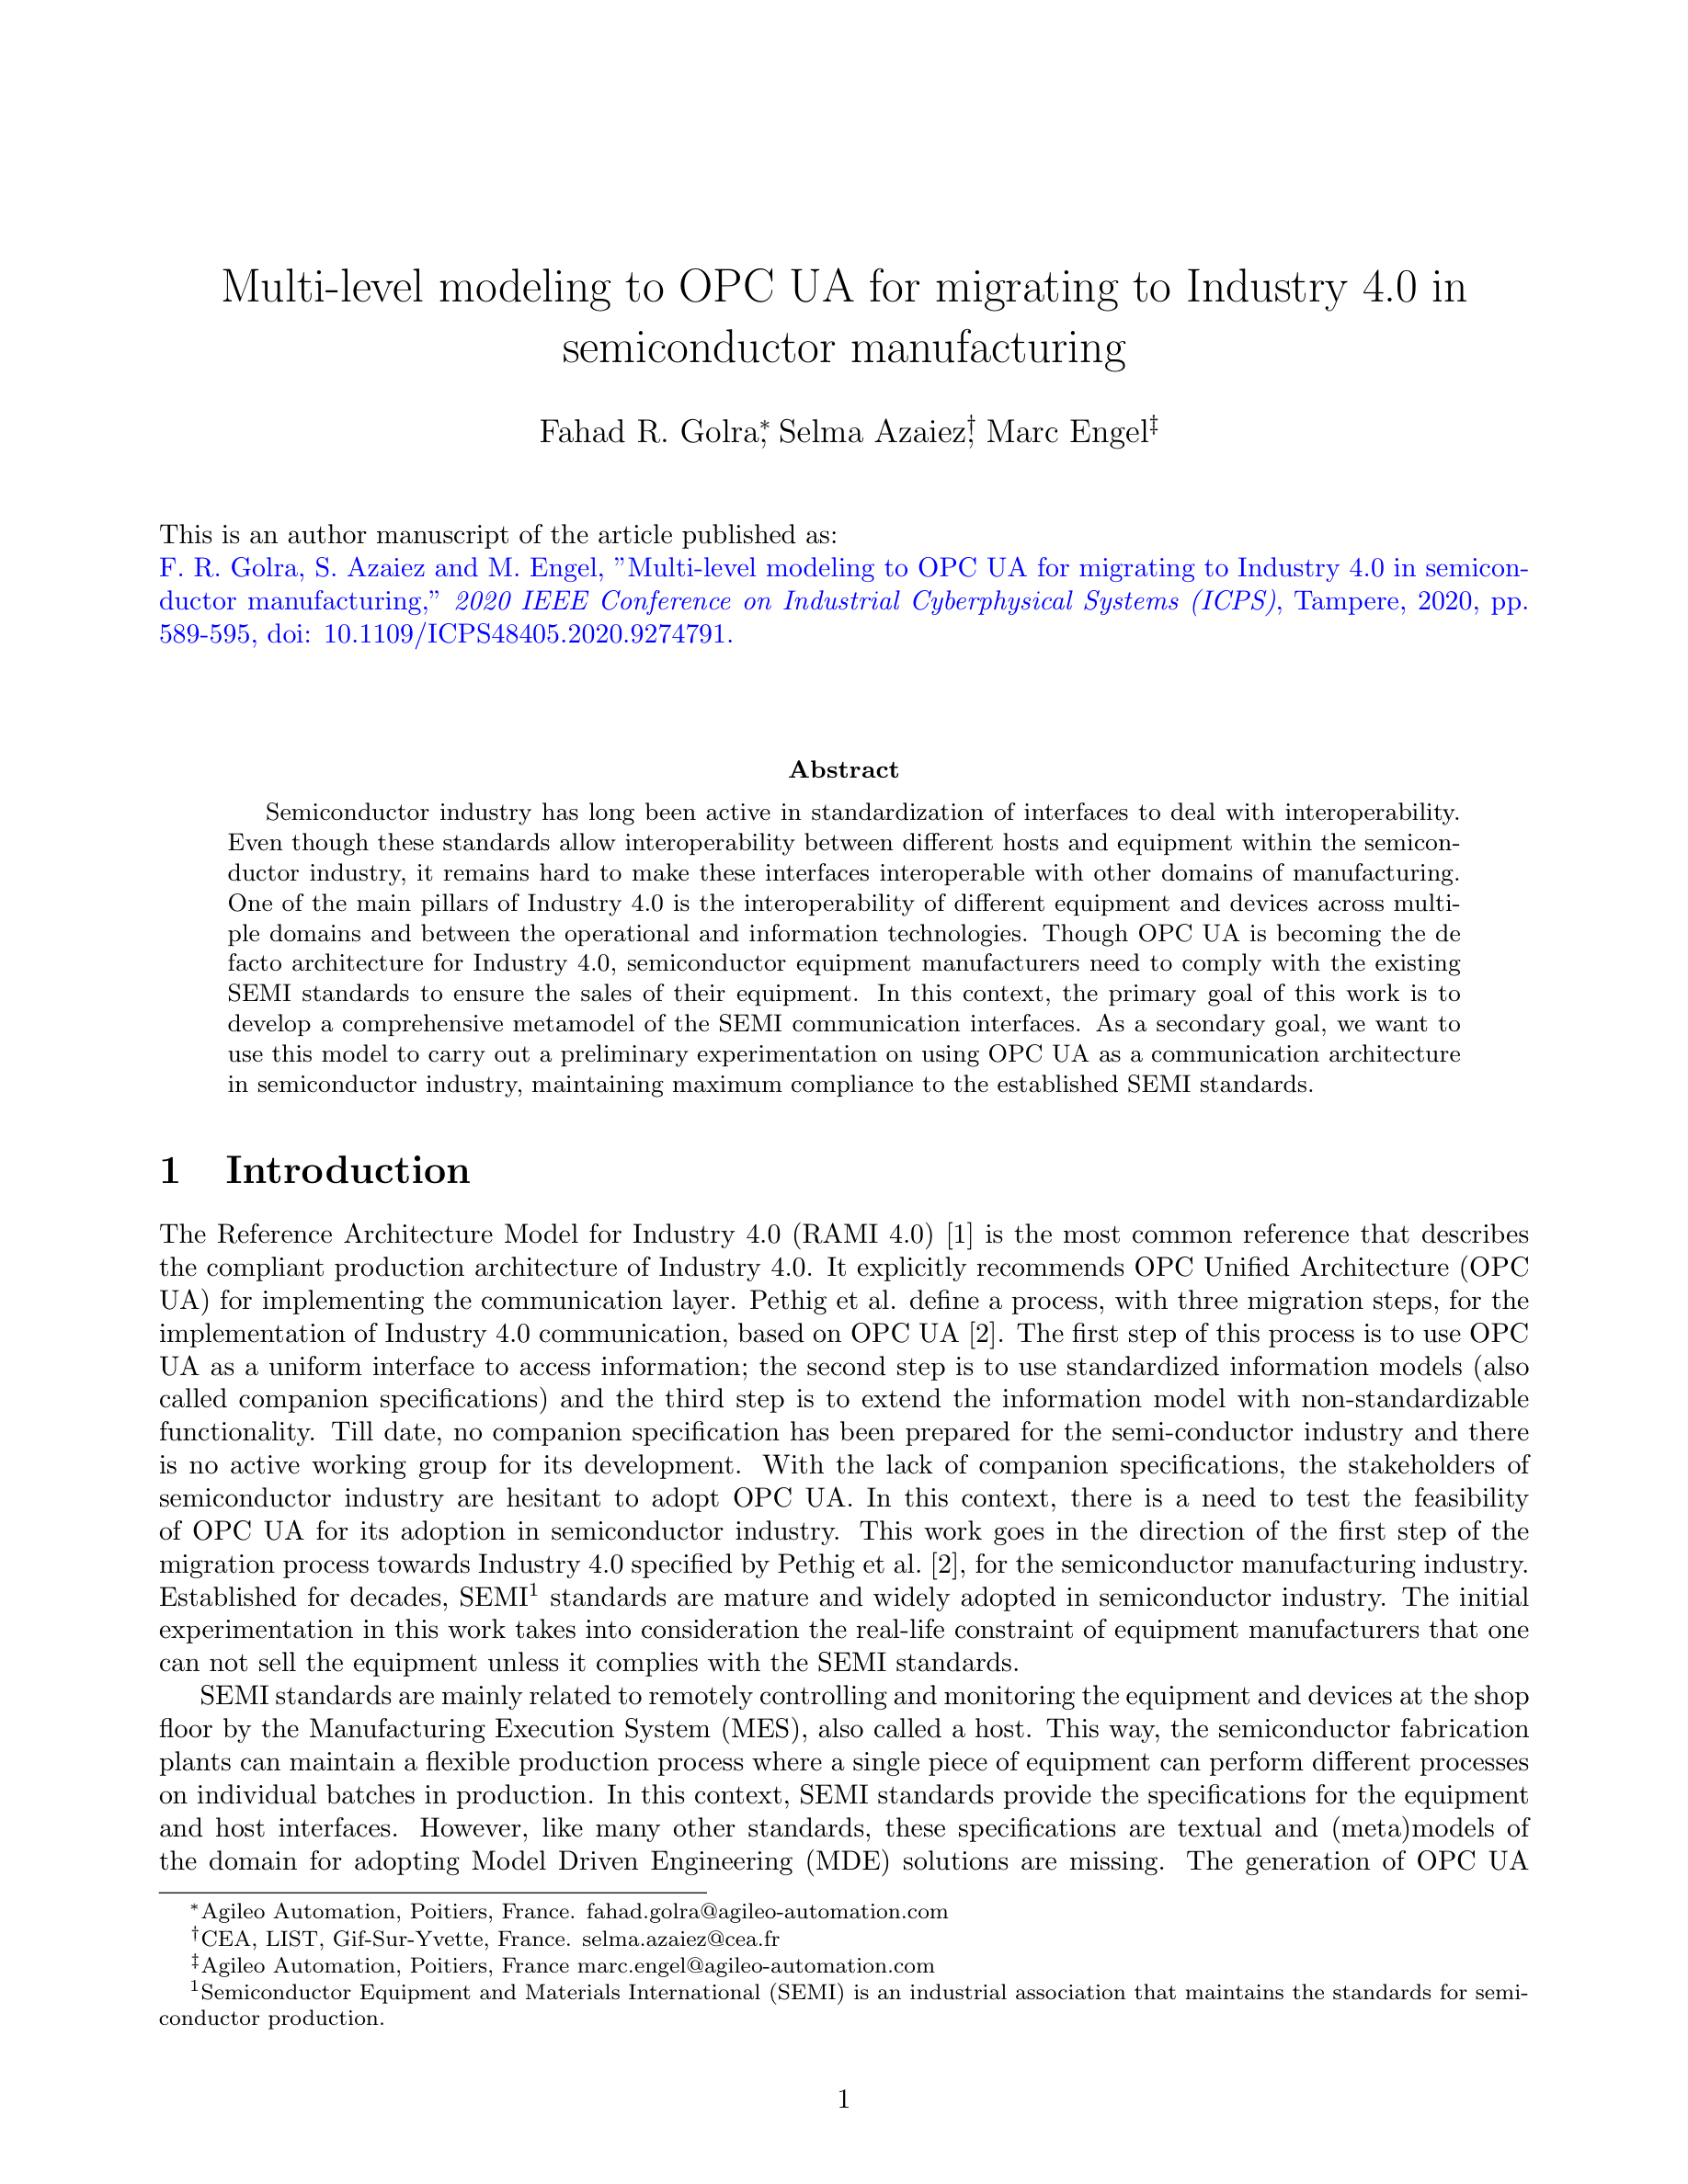 Multi-level modeling to OPC UA for migrating to Industry 4.0 in
semiconductor manufacturing
Fahad R. Golra*, Selma Azaiez†, Marc Engel‡
This is an author manuscript of the article published as:
F. R. Golra, S. Azaiez and M. Engel, ”Multi-level modeling to OPC UA for migrating to Industry 4.0 in semicon-
ductor manufacturing,” 2020 IEEE Conference on Industrial Cyberphysical Systems (ICPS), Tampere, 2020, pp.
589-595, doi: 10.1109/ICPS48405.2020.9274791.
Abstract
Semiconductor industry has long been active in standardization of interfaces to deal with interoperability.
Even though these standards allow interoperability between different hosts and equipment within the semicon-
ductor industry, it remains hard to make these interfaces interoperable with other domains of manufacturing.
One of the main pillars of Industry 4.0 is the interoperability of different equipment and devices across multi-
ple domains and between the operational and information technologies. Though OPC UA is becoming the de
facto architecture for Industry 4.0, semiconductor equipment manufacturers need to comply with the existing
SEMI standards to ensure the sales of their equipment. In this context, the primary goal of this work is to
develop a comprehensive metamodel of the SEMI communication interfaces. As a secondary goal, we want to
use this model to carry out a preliminary experimentation on using OPC UA as a communication architecture
in semiconductor industry, maintaining maximum compliance to the established SEMI standards.
1 Introduction
The Reference Architecture Model for Industry 4.0 (RAMI 4.0) [1] is the most common reference that describes
the compliant production architecture of Industry 4.0. It explicitly recommends OPC Unified Architecture (OPC
UA) for implementing the communication layer. Pethig et al. define a process, with three migration steps, for the
implementation of Industry 4.0 communication, based on OPC UA [2]. The first step of this process is to use OPC
UA as a uniform interface to access information; the second step is to use standardized information models (also
called companion specifications) and the third step is to extend the information model with non-standardizable
functionality. Till date, no companion specification has been prepared for the semi-conductor industry and there
is no active working group for its development. With the lack of companion specifications, the stakeholders of
semiconductor industry are hesitant to adopt OPC UA. In this context, there is a need to test the feasibility
of OPC UA for its adoption in semiconductor industry. This work goes in the direction of the first step of the
migration process towards Industry 4.0 specified by Pethig et al. [2], for the semiconductor manufacturing industry.
Established for decades, SEMI1 standards are mature and widely adopted in semiconductor industry. The initial
experimentation in this work takes into consideration the real-life constraint of equipment manufacturers that one
can not sell the equipment unless it complies with the SEMI standards.
SEMI standards are mainly related to remotely controlling and monitoring the equipment and devices at the shop
floor by the Manufacturing Execution System (MES), also called a host. This way, the semiconductor fabrication
plants can maintain a flexible production process where a single piece of equipment can perform different processes
on individual batches in production. In this context, SEMI standards provide the specifications for the equipment
and host interfaces. However, like many other standards, these specifications are textual and (meta)models of
the domain for adopting Model Driven Engineering (MDE) solutions are missing. The generation of OPC UA
*Agileo Automation, Poitiers, France. fahad.golra@agileo-automation.com
†CEA, LIST, Gif-Sur-Yvette, France. selma.azaiez@cea.fr
‡Agileo Automation, Poitiers, France marc.engel@agileo-automation.com
1Semiconductor Equipment and Materials International (SEMI) is an industrial association that maintains the standards for semi-
conductor production.
1